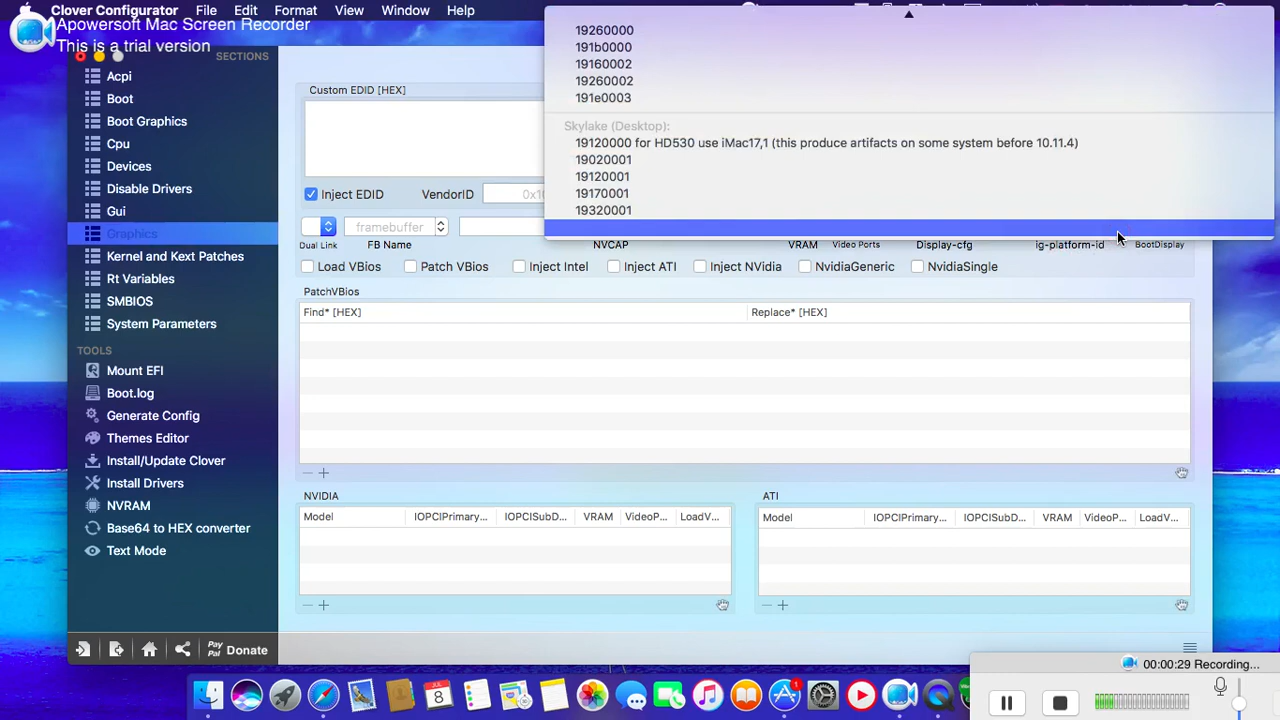 Clover Configurator File Edit Format View Window Help
Apowersoft Mac Screen Recorder
This is a trial version
SECTIONS
Acpi
Boot
Boot Graphics
Cpu
Devices
Disable Drivers
Gui
Graphics
Kernel and Kext Patches
Rt Variables
SMBIOS
System Parameters
TOOLS
Mount EFI
Boot.log
Generate Config
Themes Editor
Install/Update Clover
Install Drivers
NVRAM
Base64 to HEX converter
Text Mode
Pay Pal Donate
19260000
191b0000
19160002
19260002
191e0003
Skylake (Desktop):
19120000 for HD530 use iMac17,1 (this produce artifacts on some system before 10.11.4)
19020001
19120001
19170001
19320001
Custom EDID [HEX]
Inject EDID VendorID
framebuffer
Dual Link FB Name NVCAP VRAM Video Ports Display-cfg ig-platform-id BootDisplay
Load VBios Patch VBios Inject Intel Inject ATI Inject NVidia NvidiaGeneric NvidiaSingle
PatchVBios
Find* [HEX] Replace* [HEX]
NVIDIA
Model IOPCIPrimary... IOPCISubD... VRAM VideoP... LoadV...
ATI
Model IOPCIPrimary... IOPCISubD... VRAM VideoP... LoadV...
00:00:29 Recording...
8
1